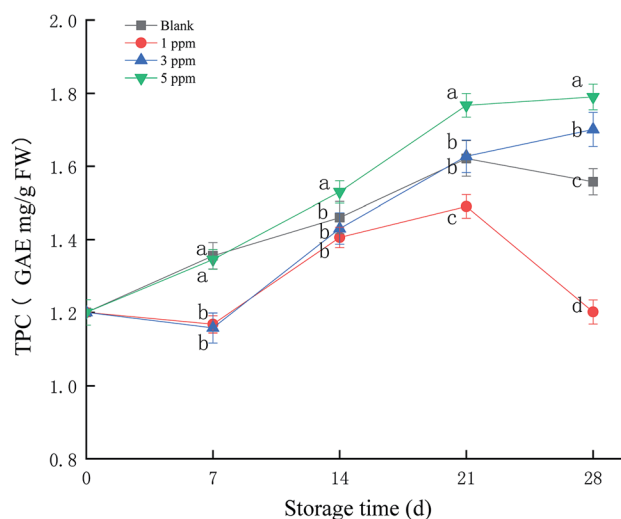 Blank
1 ppm
3 ppm
5 ppm
TPC ( GAE mg/g FW)
2.0
1.8
1.6
1.4
1.2
1.0
0.8
a
a
b
b
a
b
b
b
a
b
b
c
a
b
c
d
0 7 14 21 28
Storage time (d)